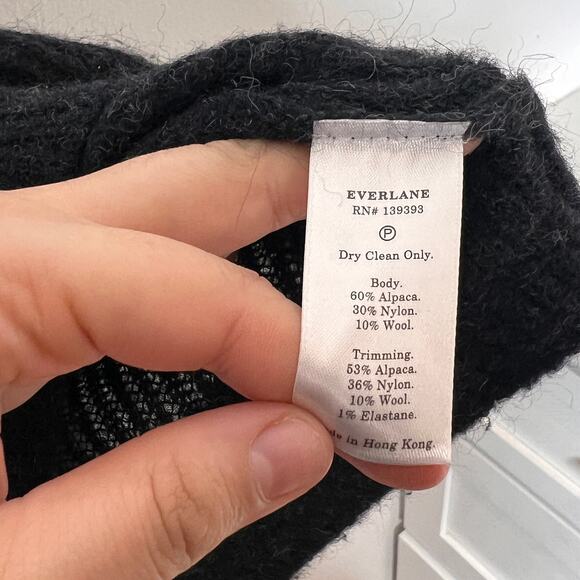 EVERLANE
RN# 139393
P
Dry Clean Only.
Body.
60% Alpaca.
30% Nylon.
10% Wool.
Trimming.
53% Alpaca.
36% Nylon.
10% Wool.
1% Elastane.
in Hong Kong.